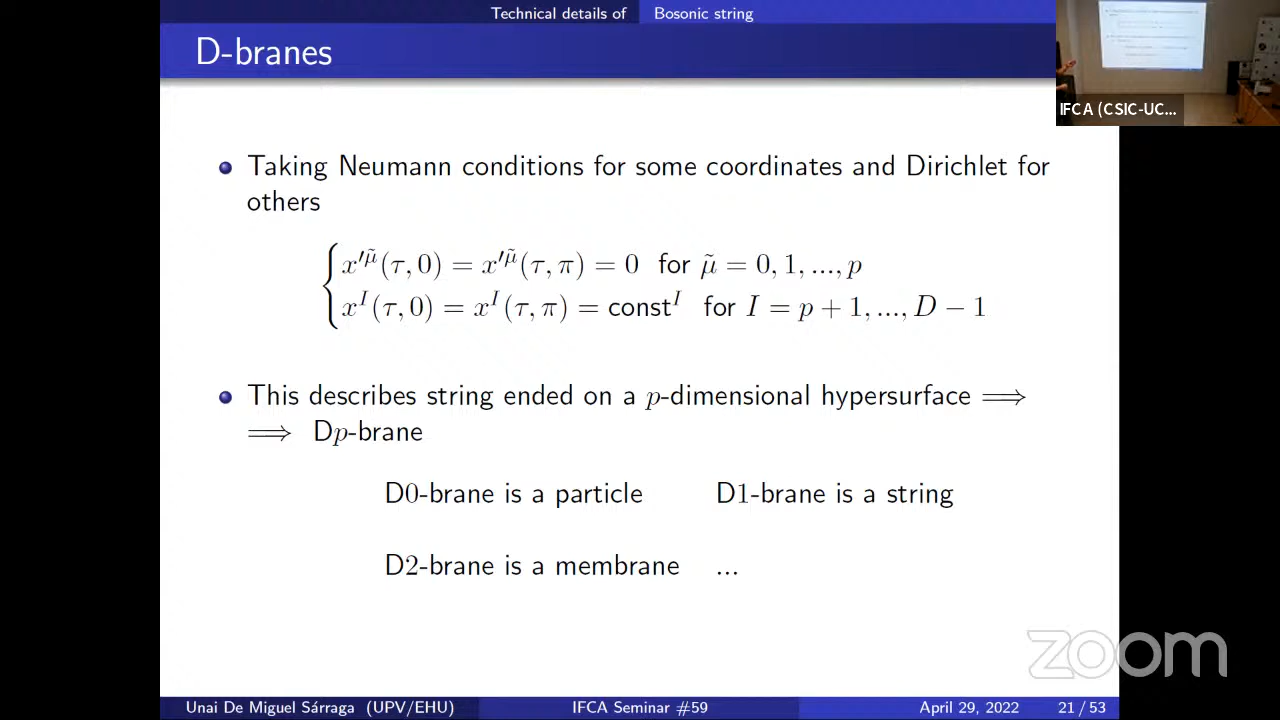 Technical details of Bosonic string
D-branes
IFCA (CSIC-UC...
Taking Neumann conditions for some coordinates and Dirichlet for
others
x′^μ̃(τ, 0) = x′^μ̃(τ, π) = 0 for μ̃ = 0, 1, ..., p
x^I(τ, 0) = x^I(τ, π) = const^I for I = p + 1, ..., D − 1
This describes string ended on a p-dimensional hypersurface ⟹
⟹ Dp-brane
D0-brane is a particle D1-brane is a string
D2-brane is a membrane ...
zoom
Unai De Miguel Sárraga (UPV/EHU) IFCA Seminar #59 April 29, 2022 21 / 53